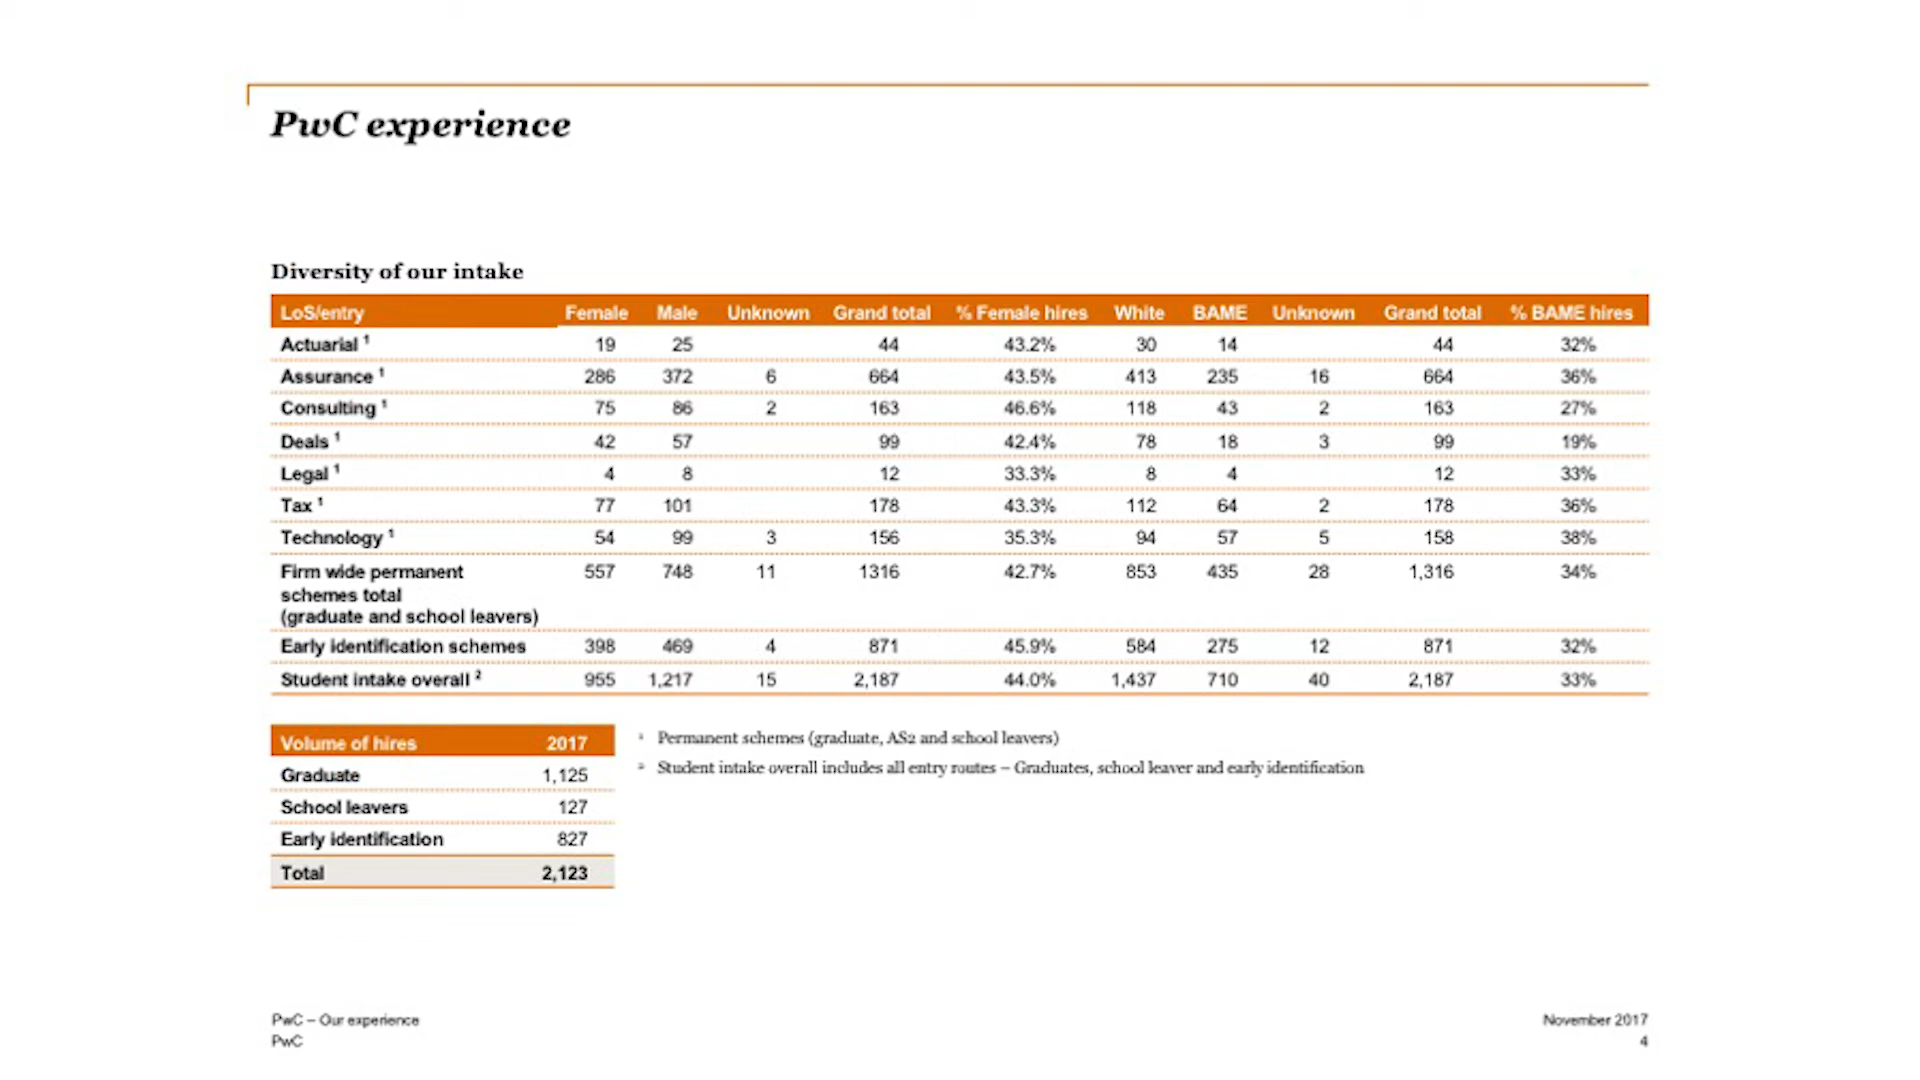 PwC experience
Diversity of our intake
LoS/entry Female Male Unknown Grand total % Female hires White BAME Unknown Grand total % BAME hires
Actuarial ¹ 19 25 44 43.2% 30 14 44 32%
Assurance ¹ 286 372 6 664 43.5% 413 235 16 664 36%
Consulting ¹ 75 86 2 163 46.6% 118 43 2 163 27%
Deals ¹ 42 57 99 42.4% 78 18 3 99 19%
Legal ¹ 4 8 12 33.3% 8 4 12 33%
Tax ¹ 77 101 178 43.3% 112 64 2 178 36%
Technology ¹ 54 99 3 156 35.3% 94 57 5 158 38%
Firm wide permanent 557 748 11 1316 42.7% 853 435 28 1,316 34%
schemes total
(graduate and school leavers)
Early identification schemes 398 469 4 871 45.9% 584 275 12 871 32%
Student intake overall ² 955 1,217 15 2,187 44.0% 1,437 710 40 2,187 33%
Volume of hires 2017
Graduate 1,125
School leavers 127
Early identification 827
Total 2,123
¹ Permanent schemes (graduate, AS2 and school leavers)
² Student intake overall includes all entry routes – Graduates, school leaver and early identification
PwC – Our experience
PwC
November 2017
4